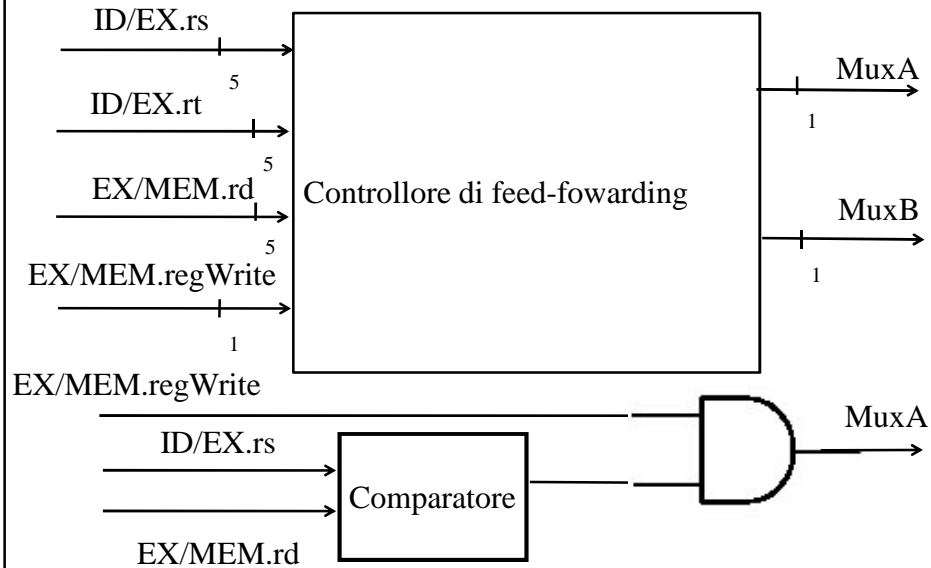 ID/EX.rs
5
MuxA
1
ID/EX.rt
5
EX/MEM.rd
Controllore di feed-fowarding
5
MuxB
1
EX/MEM.regWrite
1
EX/MEM.regWrite
MuxA
ID/EX.rs
Comparatore
EX/MEM.rd